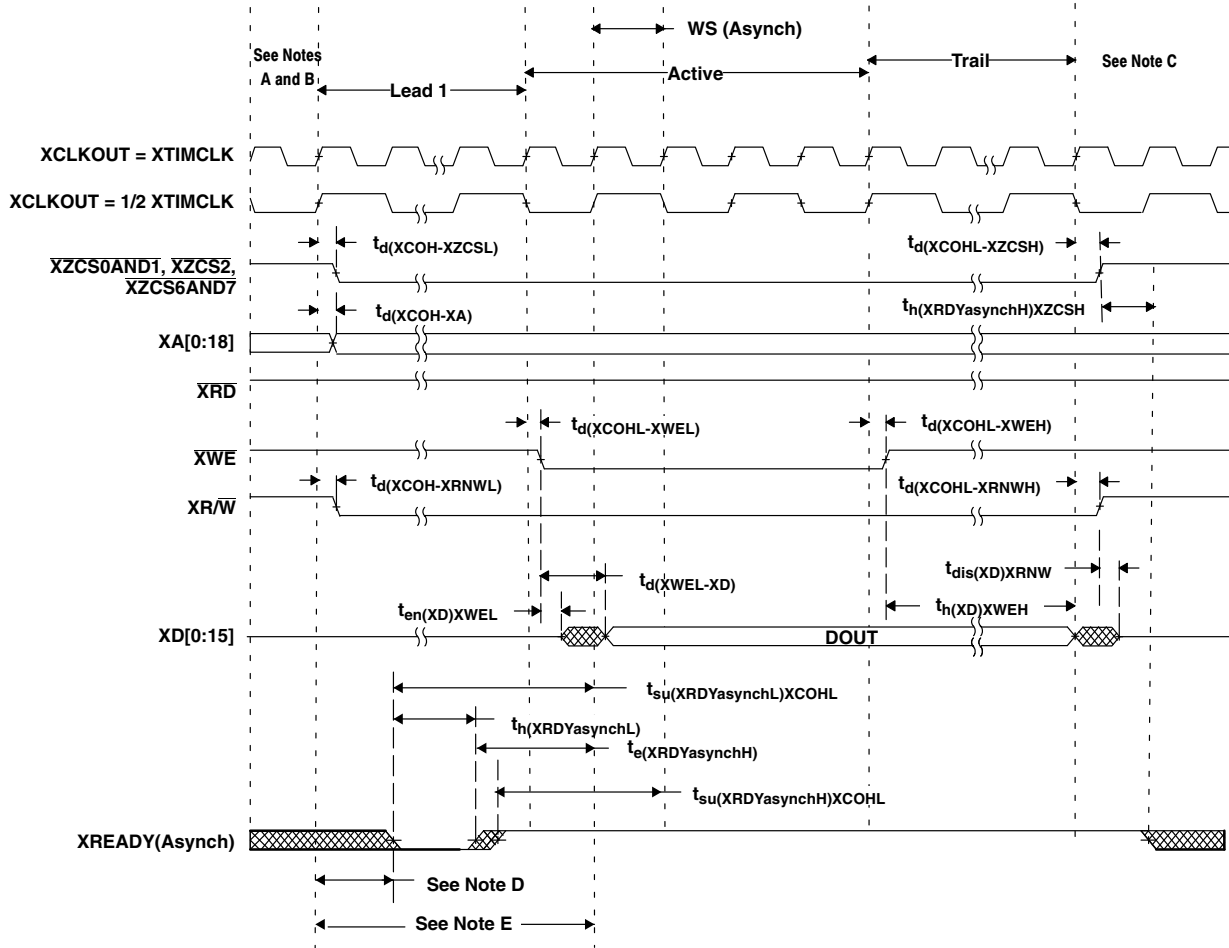 WS (Asynch)
See Notes
A and B
Lead 1
Active
Trail
See Note C
XCLKOUT = XTIMCLK
XCLKOUT = 1/2 XTIMCLK
td(XCOH-XZCSL)
td(XCOHL-XZCSH)
XZCS0AND1, XZCS2,
XZCS6AND7
th(XRDYasynchH)XZCSH
td(XCOH-XA)
XA[0:18]
XRD
td(XCOHL-XWEL)
td(XCOHL-XWEH)
XWE
td(XCOH-XRNWL)
td(XCOHL-XRNWH)
XR/W
tdis(XD)XRNW
td(XWEL-XD)
ten(XD)XWEL
th(XD)XWEH
XD[0:15]
DOUT
tsu(XRDYasynchL)XCOHL
th(XRDYasynchL)
te(XRDYasynchH)
tsu(XRDYasynchH)XCOHL
XREADY(Asynch)
See Note D
See Note E